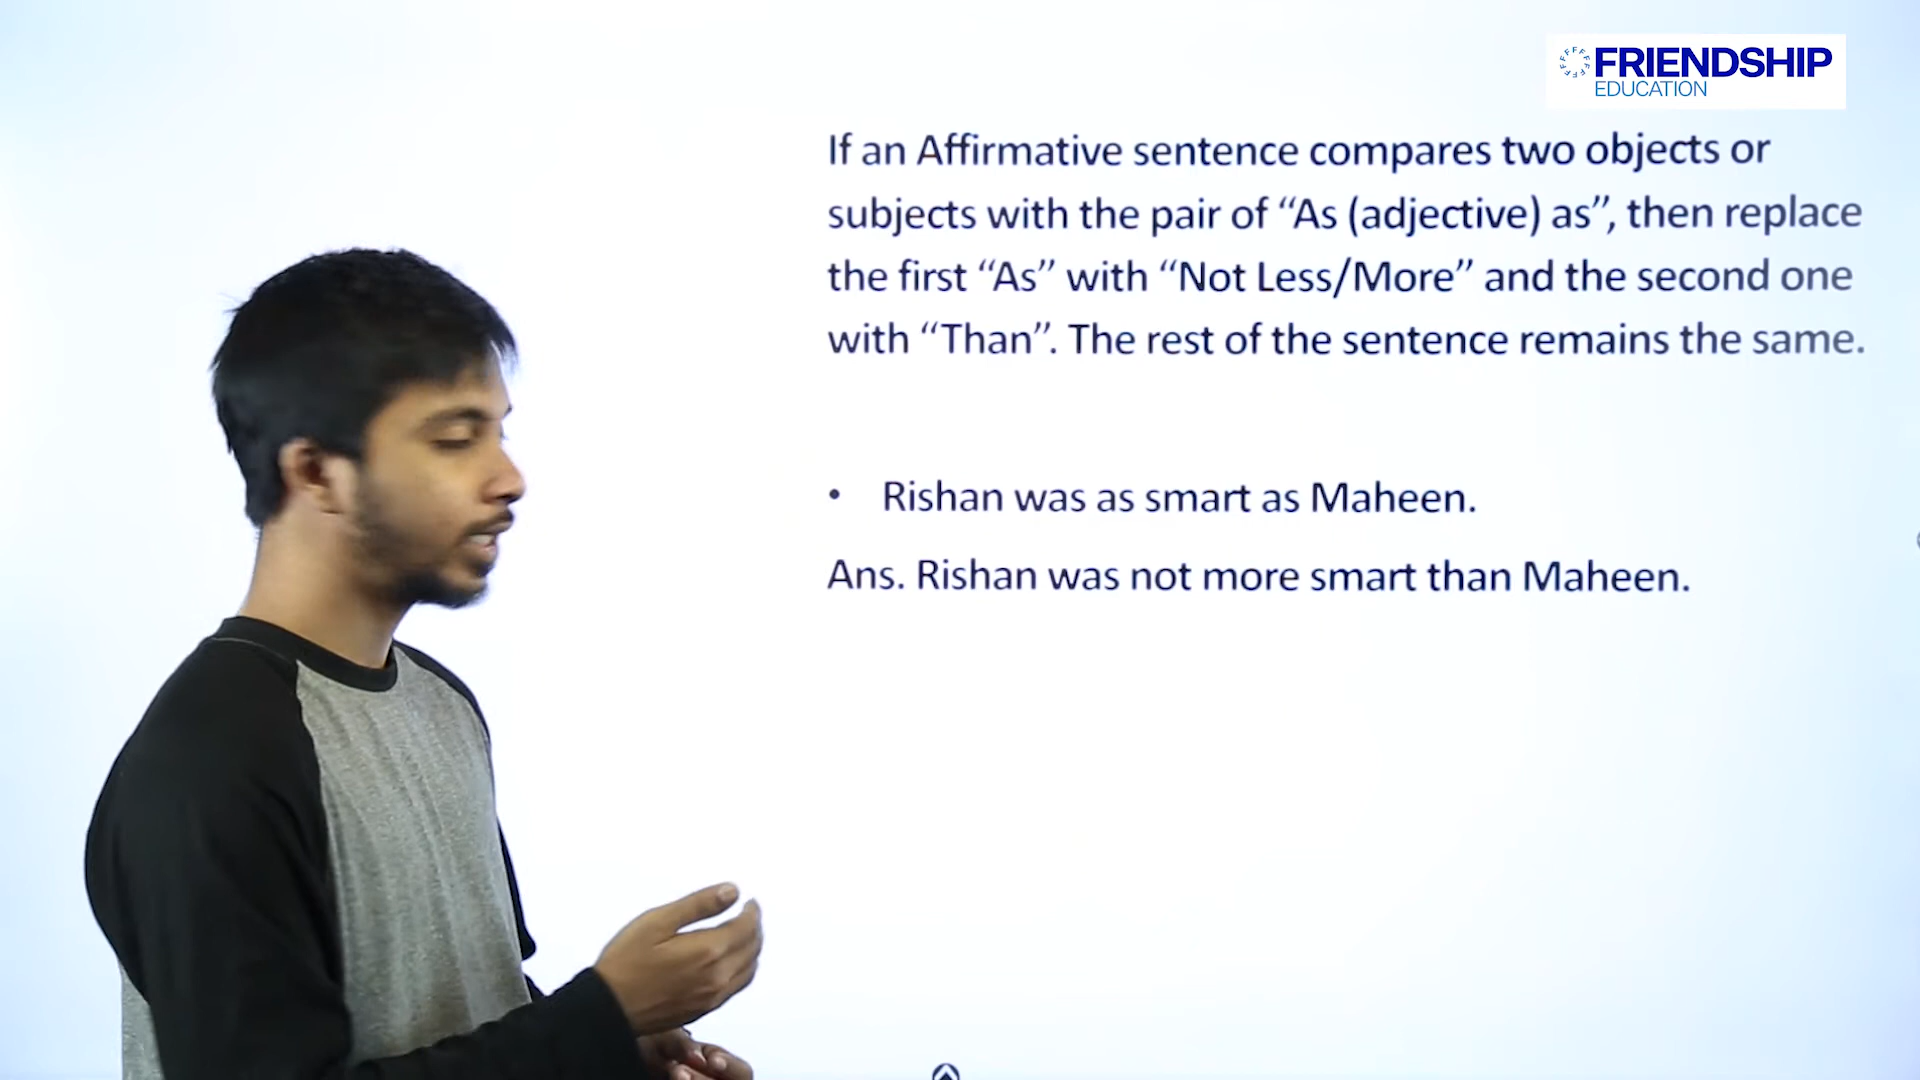 FRIENDSHIP
EDUCATION
If an Affirmative sentence compares two objects or
subjects with the pair of “As (adjective) as”, then replace
the first “As” with “Not Less/More” and the second one
with “Than”. The rest of the sentence remains the same.
• Rishan was as smart as Maheen.
Ans. Rishan was not more smart than Maheen.